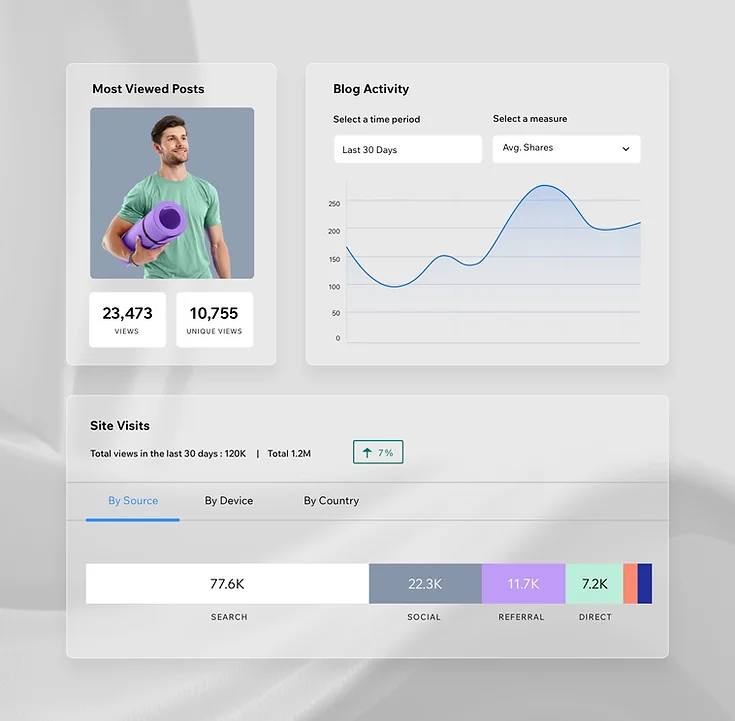 Most Viewed Posts
23,473
VIEWS
10,755
UNIQUE VIEWS
Blog Activity
Select a time period
Select a measure
Last 30 Days
Avg. Shares
250
200
150
100
50
0
Site Visits
Total views in the last 30 days : 120K | Total 1.2M
7%
By Source
By Device
By Country
77.6K
22.3K
11.7K
7.2K
SEARCH
SOCIAL
REFERRAL
DIRECT